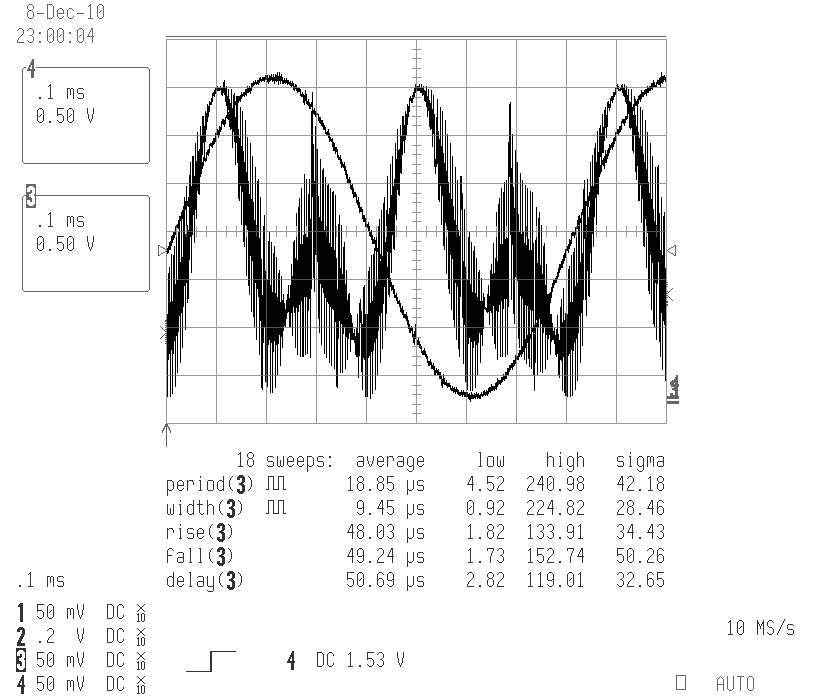 8-Dec-10
23:00:04
4
.1 ms
0.50 V
3
.1 ms
0.50 V
18 sweeps: average low high sigma
period(3) 18.85 µs 4.52 240.98 42.18
width(3) 9.45 µs 0.92 224.82 28.46
rise(3) 48.03 µs 1.82 133.91 34.43
fall(3) 49.24 µs 1.73 152.74 50.26
delay(3) 50.69 µs 2.82 119.01 32.65
.1 ms
1 50 mV DC X10
2 .2 V DC X10
3 50 mV DC X10
4 50 mV DC X10
4 DC 1.53 V
10 MS/s
AUTO